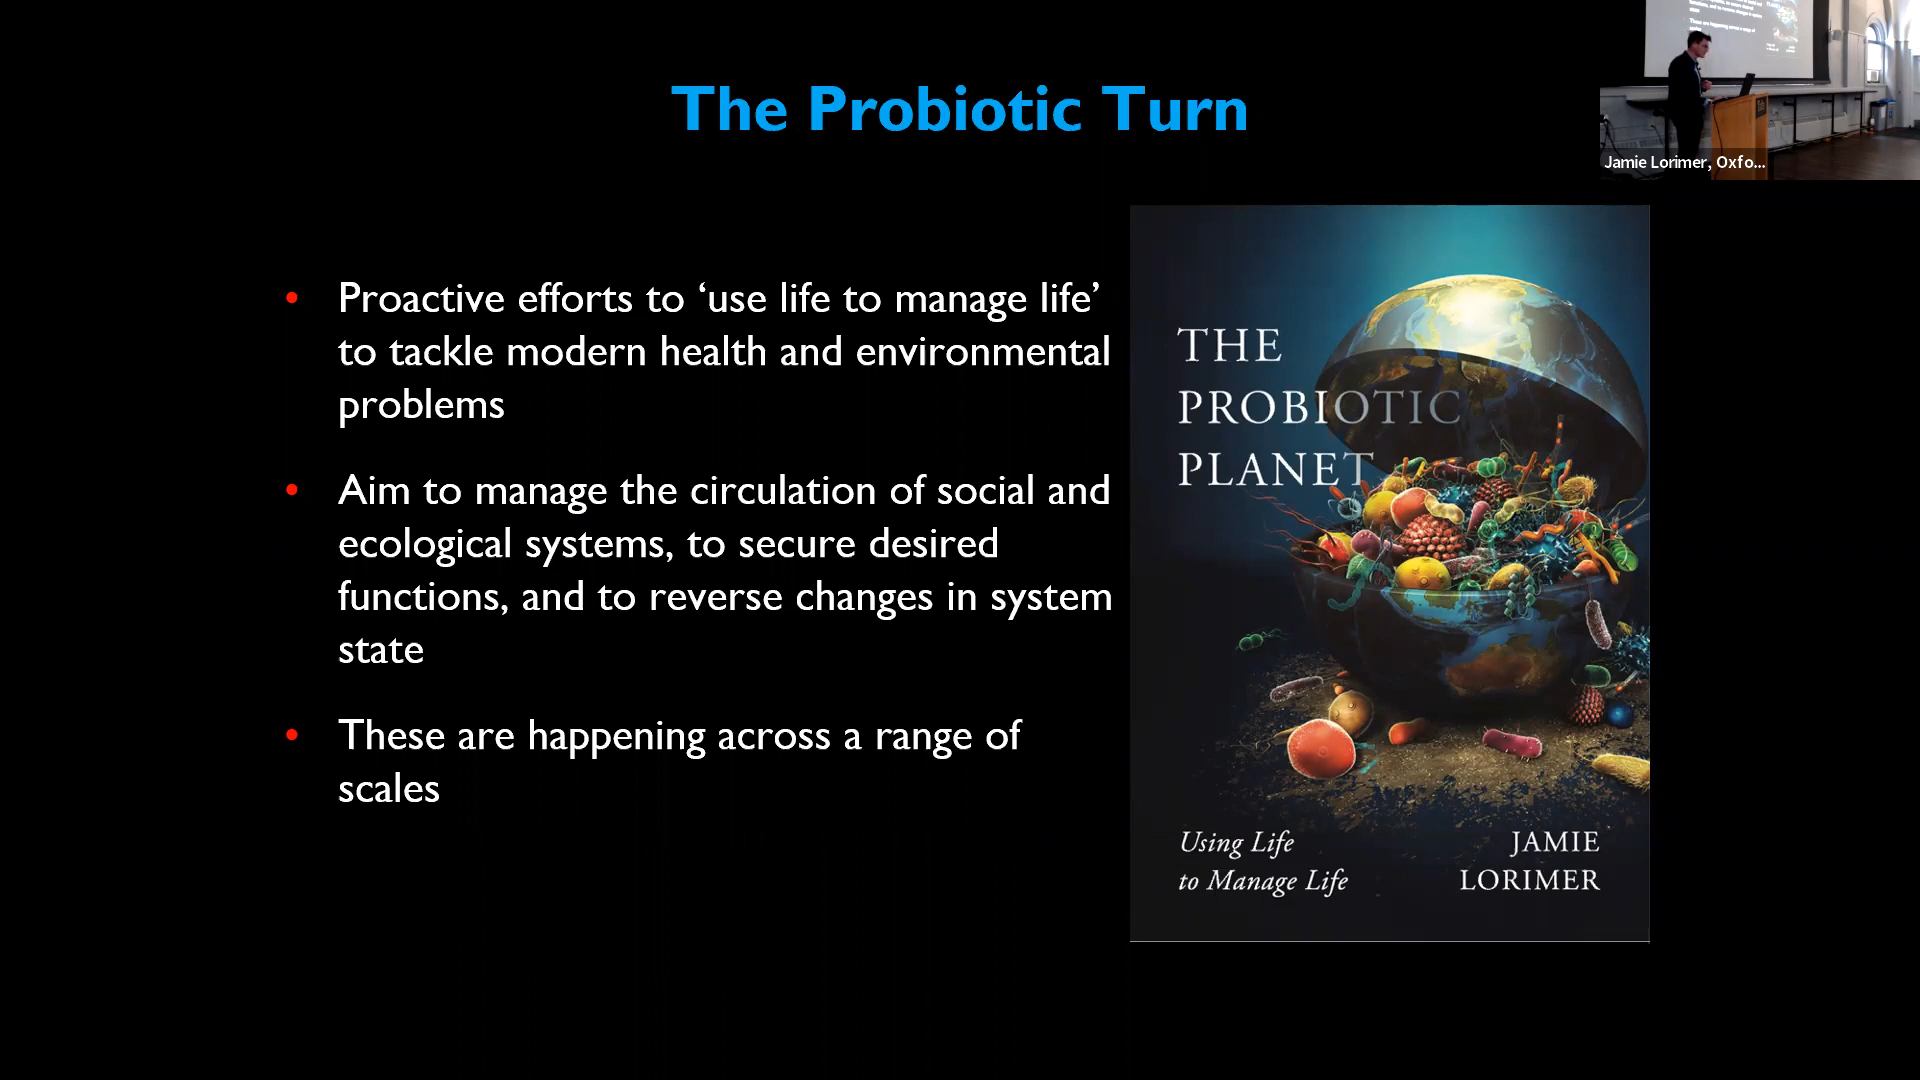 The Probiotic Turn
Jamie Lorimer, Oxfo...
• Proactive efforts to ‘use life to manage life’
to tackle modern health and environmental
problems
• Aim to manage the circulation of social and
ecological systems, to secure desired
functions, and to reverse changes in system
state
• These are happening across a range of
scales
THE
PROBIOTIC
PLANET
Using Life
to Manage Life
JAMIE
LORIMER